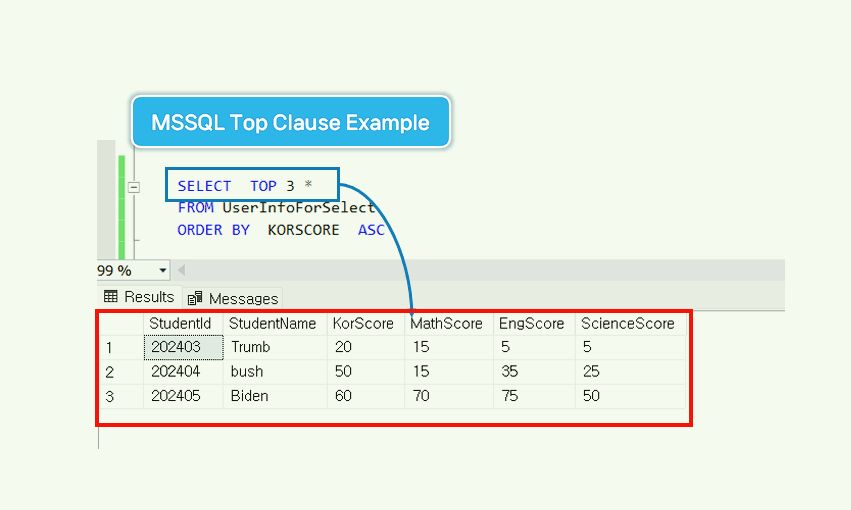 MSSQL Top Clause Example
SELECT TOP 3 *
FROM UserInfoForSelect
ORDER BY KORSCORE ASC
99 %
Results Messages
StudentId StudentName KorScore MathScore EngScore ScienceScore
1 202403 Trumb 20 15 5 5
2 202404 bush 50 15 35 25
3 202405 Biden 60 70 75 50